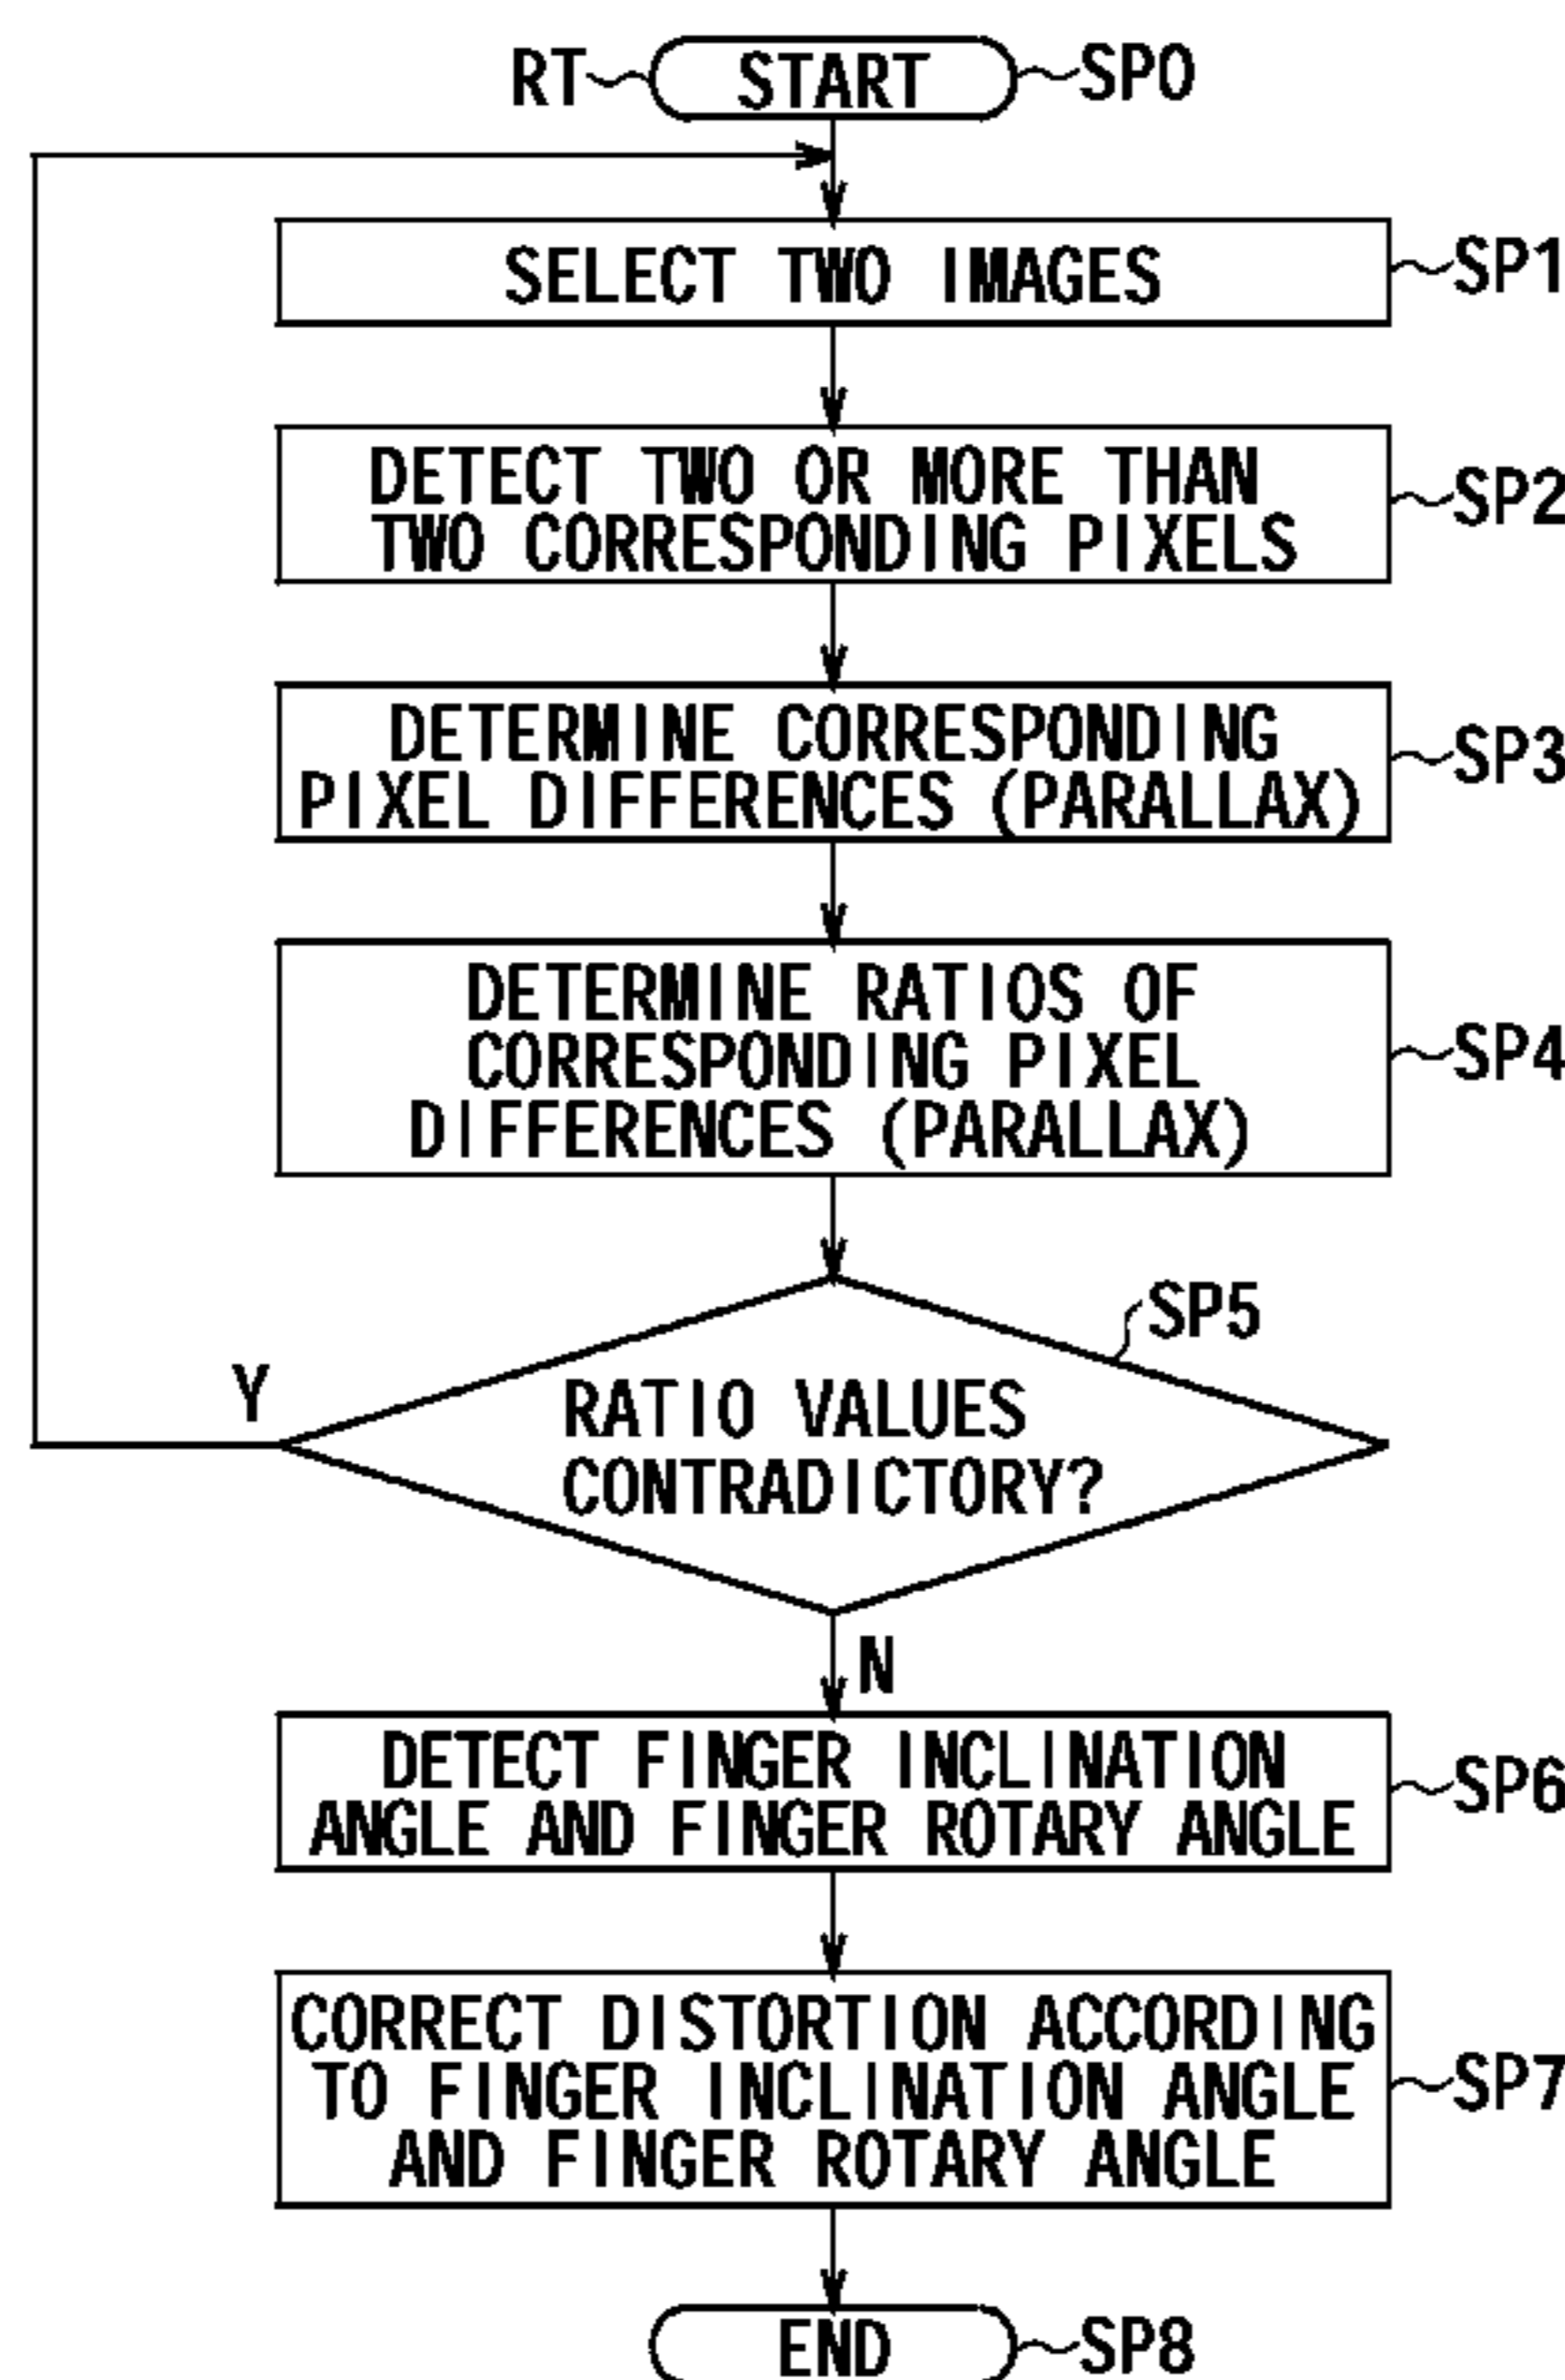 RT START SP0
SELECT TWO IMAGES SP1
DETECT TWO OR MORE THAN
TWO CORRESPONDING PIXELS SP2
DETERMINE CORRESPONDING
PIXEL DIFFERENCES (PARALLAX) SP3
DETERMINE RATIOS OF
CORRESPONDING PIXEL SP4
DIFFERENCES (PARALLAX)
SP5
Y RATIO VALUES
CONTRADICTORY?
N
DETECT FINGER INCLINATION
ANGLE AND FINGER ROTARY ANGLE SP6
CORRECT DISTORTION ACCORDING
TO FINGER INCLINATION ANGLE SP7
AND FINGER ROTARY ANGLE
END SP8